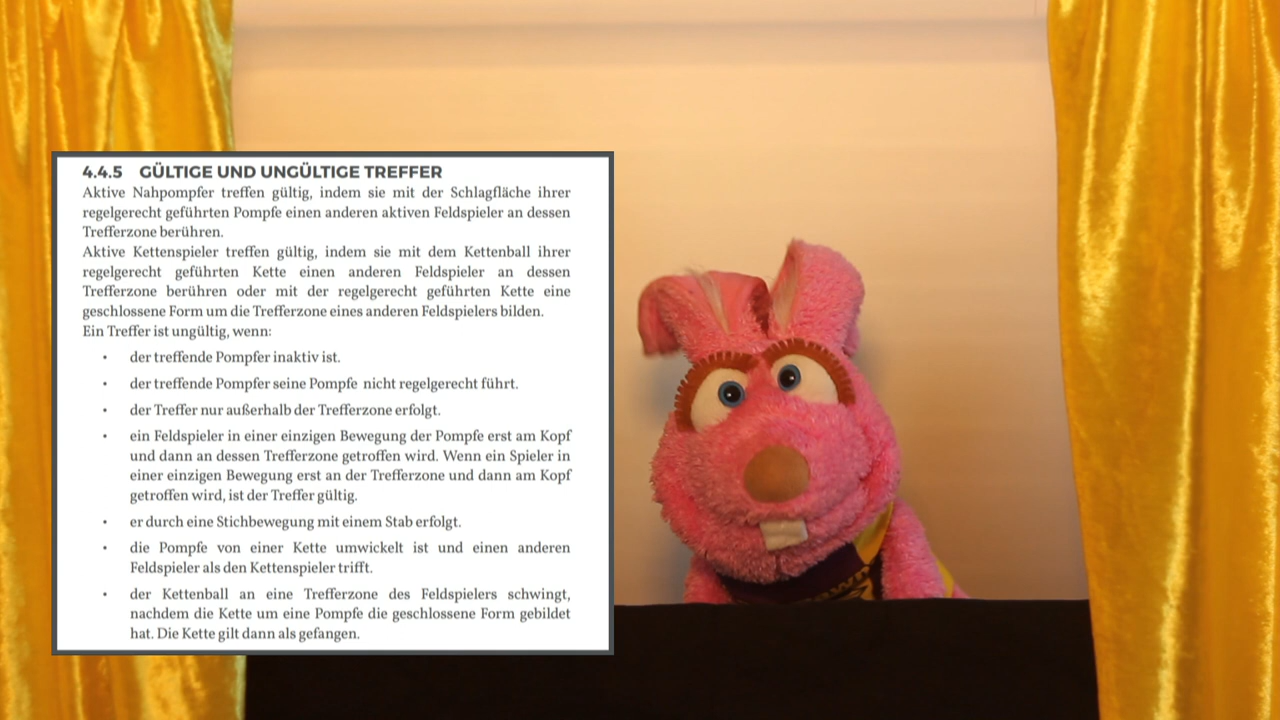 4.4.5 GÜLTIGE UND UNGÜLTIGE TREFFER
Aktive Nahpompfer treffen gültig, indem sie mit der Schlagfläche ihrer
regelgerecht geführten Pompfe einen anderen aktiven Feldspieler an dessen
Trefferzone berühren.
Aktive Kettenspieler treffen gültig, indem sie mit dem Kettenball ihrer
regelgerecht geführten Kette einen anderen Feldspieler an dessen
Trefferzone berühren oder mit der regelgerecht geführten Kette eine
geschlossene Form um die Trefferzone eines anderen Feldspielers bilden.
Ein Treffer ist ungültig, wenn:
• der treffende Pompfer inaktiv ist.
• der treffende Pompfer seine Pompfe nicht regelgerecht führt.
• der Treffer nur außerhalb der Trefferzone erfolgt.
• ein Feldspieler in einer einzigen Bewegung der Pompfe erst am Kopf
und dann an dessen Trefferzone getroffen wird. Wenn ein Spieler in
einer einzigen Bewegung erst an der Trefferzone und dann am Kopf
getroffen wird, ist der Treffer gültig.
• er durch eine Stichbewegung mit einem Stab erfolgt.
• die Pompfe von einer Kette umwickelt ist und einen anderen
Feldspieler als den Kettenspieler trifft.
• der Kettenball an eine Trefferzone des Feldspielers schwingt,
nachdem die Kette um eine Pompfe die geschlossene Form gebildet
hat. Die Kette gilt dann als gefangen.